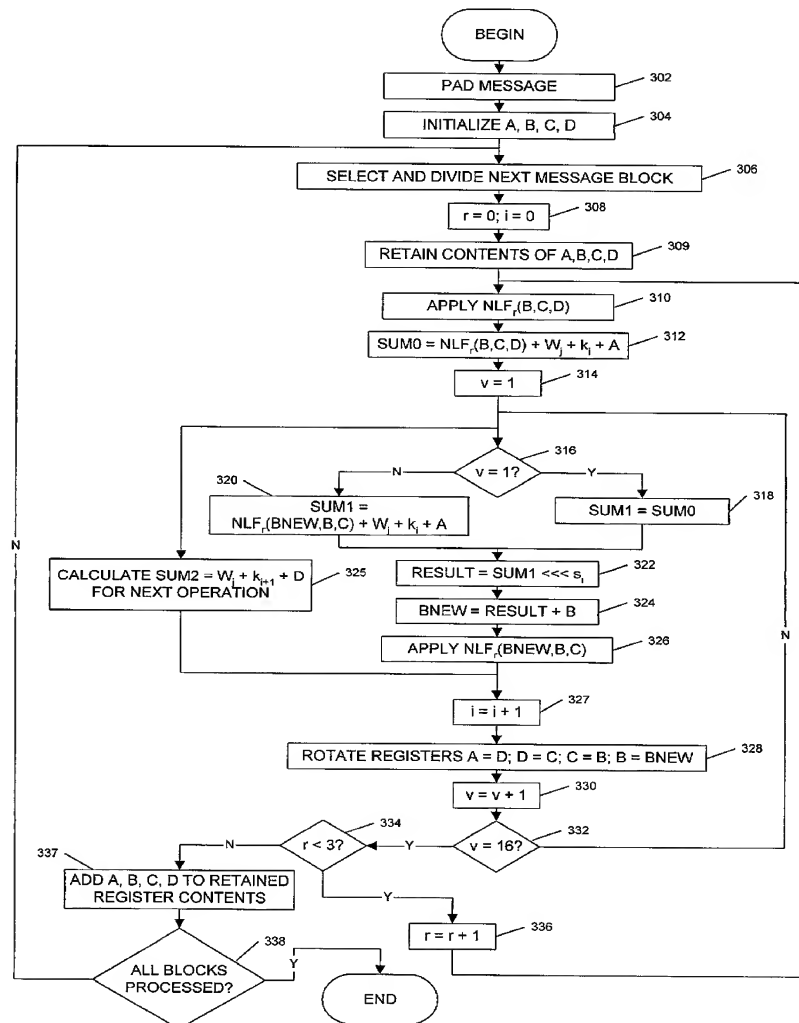 BEGIN
PAD MESSAGE
302
INITIALIZE A, B, C, D
304
SELECT AND DIVIDE NEXT MESSAGE BLOCK
306
r = 0; i = 0
308
RETAIN CONTENTS OF A,B,C,D
309
APPLY NLFr(B,C,D)
310
SUM0 = NLFr(B,C,D) + Wj + ki + A
312
v = 1
314
v = 1?
316
N
Y
320
SUM1 =
NLFr(BNEW,B,C) + Wj + ki + A
SUM1 = SUM0
318
N
CALCULATE SUM2 = Wj + ki+1 + D
FOR NEXT OPERATION
325
RESULT = SUM1 <<< si
322
BNEW = RESULT + B
324
N
APPLY NLFr(BNEW,B,C)
326
i = i + 1
327
ROTATE REGISTERS A = D; D = C; C = B; B = BNEW
328
v = v + 1
330
v = 16?
332
Y
r < 3?
334
N
337
ADD A, B, C, D TO RETAINED
REGISTER CONTENTS
Y
r = r + 1
336
ALL BLOCKS
PROCESSED?
338
Y
END